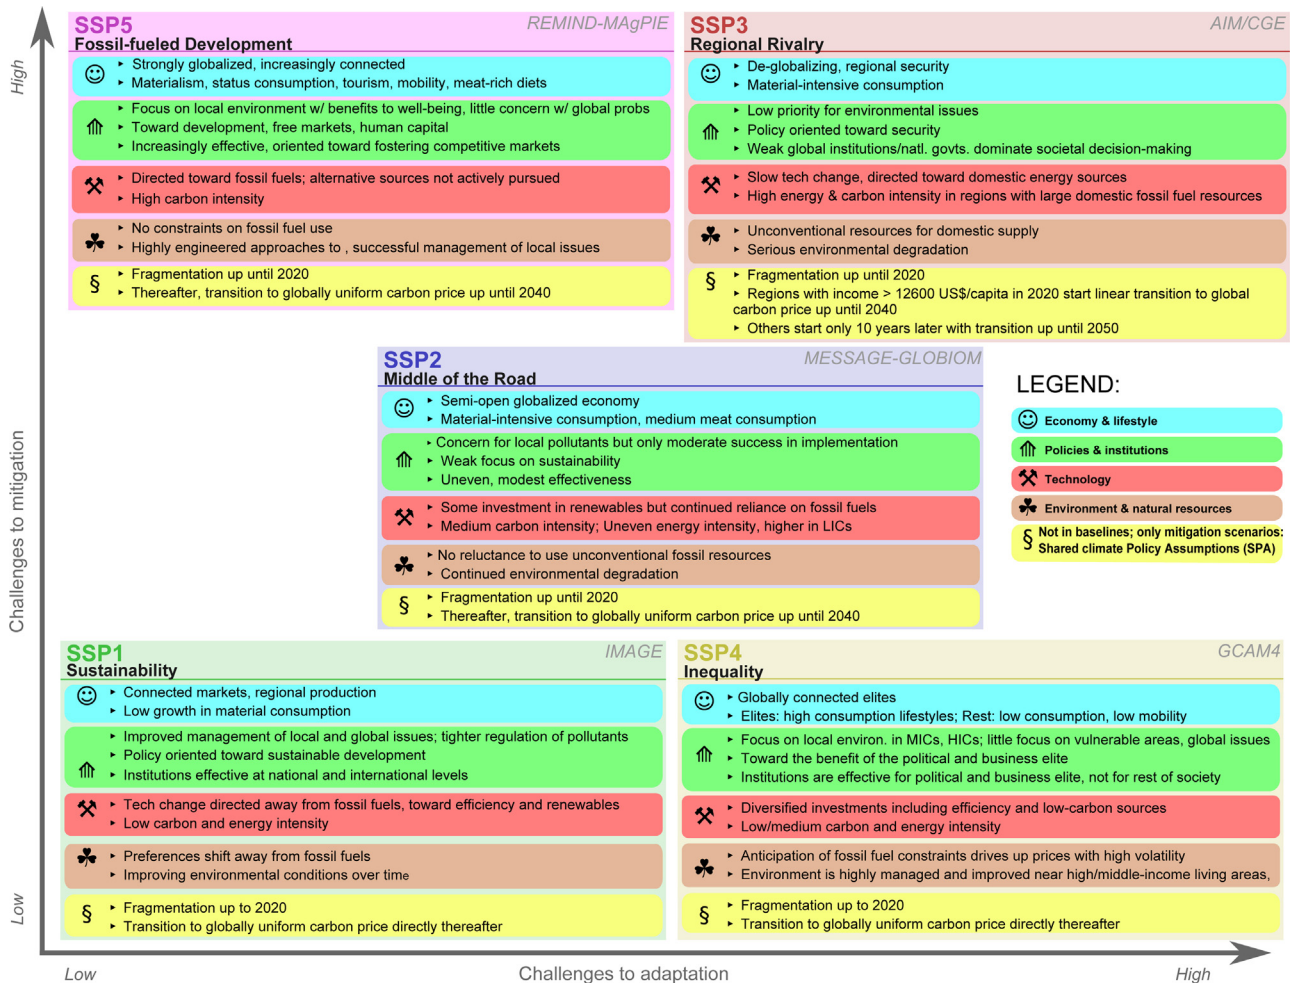 SSP5
REMIND-MAgPIE
Fossil-fueled Development
☺
▸ Strongly globalized, increasingly connected
▸ Materialism, status consumption, tourism, mobility, meat-rich diets
▸ Focus on local environment w/ benefits to well-being, little concern w/ global probs
▸ Toward development, free markets, human capital
▸ Increasingly effective, oriented toward fostering competitive markets
▸ Directed toward fossil fuels; alternative sources not actively pursued
▸ High carbon intensity
▸ No constraints on fossil fuel use
▸ Highly engineered approaches to , successful management of local issues
§
▸ Fragmentation up until 2020
▸ Thereafter, transition to globally uniform carbon price up until 2040
SSP3
AIM/CGE
Regional Rivalry
▸ De-globalizing, regional security
▸ Material-intensive consumption
▸ Low priority for environmental issues
▸ Policy oriented toward security
▸ Weak global institutions/natl. govts. dominate societal decision-making
▸ Slow tech change, directed toward domestic energy sources
▸ High energy & carbon intensity in regions with large domestic fossil fuel resources
▸ Unconventional resources for domestic supply
▸ Serious environmental degradation
§
▸ Fragmentation up until 2020
▸ Regions with income > 12600 US$/capita in 2020 start linear transition to global
carbon price up until 2040
▸ Others start only 10 years later with transition up until 2050
SSP2
MESSAGE-GLOBIOM
Middle of the Road
▸ Semi-open globalized economy
▸ Material-intensive consumption, medium meat consumption
▸ Concern for local pollutants but only moderate success in implementation
▸ Weak focus on sustainability
▸ Uneven, modest effectiveness
▸ Some investment in renewables but continued reliance on fossil fuels
▸ Medium carbon intensity; Uneven energy intensity, higher in LICs
▸ No reluctance to use unconventional fossil resources
▸ Continued environmental degradation
§
▸ Fragmentation up until 2020
▸ Thereafter, transition to globally uniform carbon price up until 2040
LEGEND:
Economy & lifestyle
Policies & institutions
Technology
Environment & natural resources
§
Not in baselines; only mitigation scenarios:
Shared climate Policy Assumptions (SPA)
SSP1
IMAGE
Sustainability
▸ Connected markets, regional production
▸ Low growth in material consumption
▸ Improved management of local and global issues; tighter regulation of pollutants
▸ Policy oriented toward sustainable development
▸ Institutions effective at national and international levels
▸ Tech change directed away from fossil fuels, toward efficiency and renewables
▸ Low carbon and energy intensity
▸ Preferences shift away from fossil fuels
▸ Improving environmental conditions over time
§
▸ Fragmentation up to 2020
▸ Transition to globally uniform carbon price directly thereafter
SSP4
GCAM4
Inequality
▸ Globally connected elites
▸ Elites: high consumption lifestyles; Rest: low consumption, low mobility
▸ Focus on local environ. in MICs, HICs; little focus on vulnerable areas, global issues
▸ Toward the benefit of the political and business elite
▸ Institutions are effective for political and business elite, not for rest of society
▸ Diversified investments including efficiency and low-carbon sources
▸ Low/medium carbon and energy intensity
▸ Anticipation of fossil fuel constraints drives up prices with high volatility
▸ Environment is highly managed and improved near high/middle-income living areas,
§
▸ Fragmentation up to 2020
▸ Transition to globally uniform carbon price directly thereafter
High
Challenges to mitigation
Low
Low
Challenges to adaptation
High